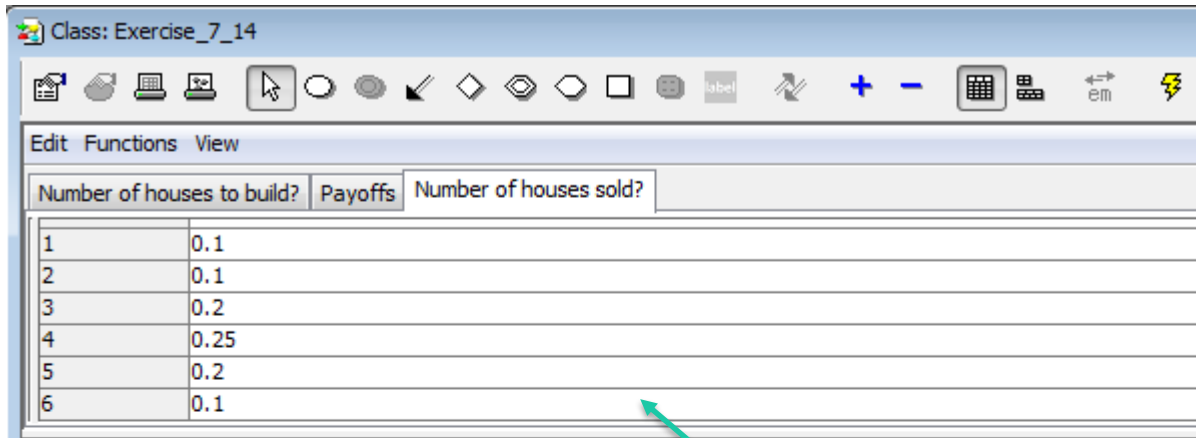 Class: Exercise_7_14
label
em
Edit Functions View
Number of houses to build? Payoffs Number of houses sold?
1 0.1
2 0.1
3 0.2
4 0.25
5 0.2
6 0.1